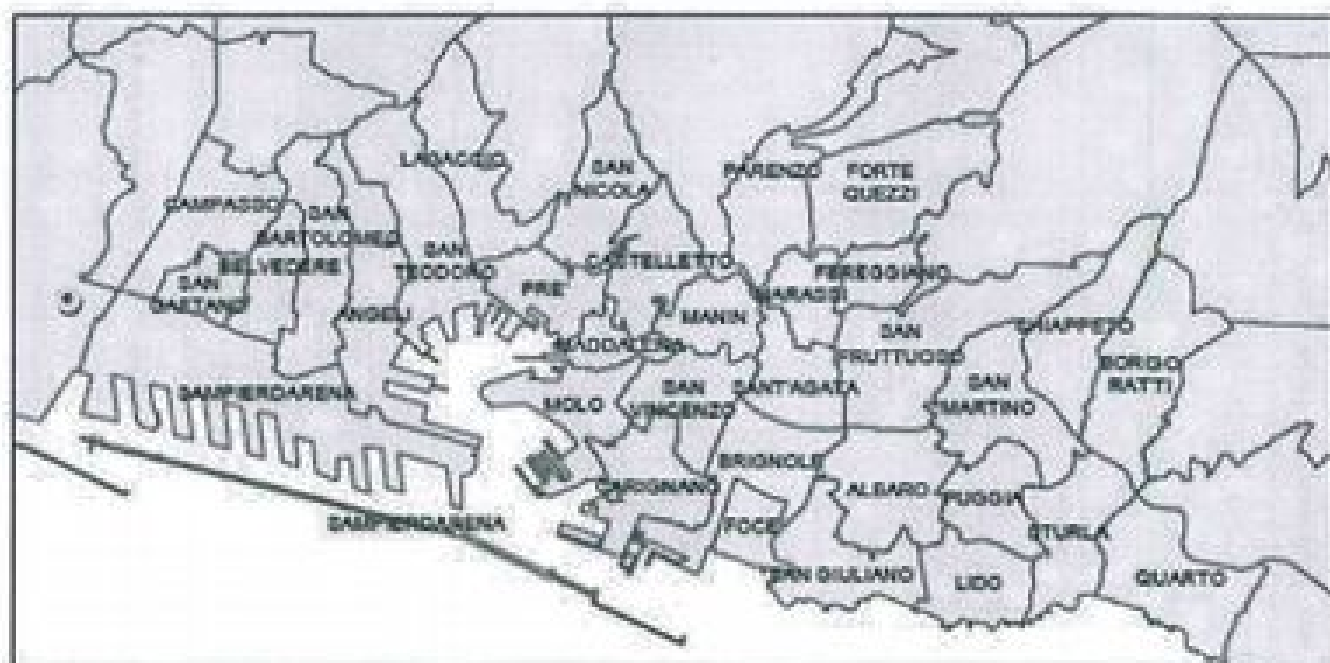 LAGACCIO
SAN
NICOLA
PARENZO
FORTE
QUEZZI
CAMPASSO
SAN
BARTOLOMEO
BELVEDERE
SAN
TEODORO
CASTELLETTO
FEREGGIANO
SAN
GAETANO
PRE
MARASSI
ANGELI
MANIN
SAN
FRUTTUOSO
CHIAPPETO
MADDALENA
BORGIO
RATTI
SAMPIERDARENA
MOLO
SAN
VINCENZO
SANT'AGATA
SAN
MARTINO
BRIGNOLE
CARIGNANO
ALBARO
PUGGIA
SAMPIERDARENA
FOCE
STURLA
SAN GIULIANO
LIDO
QUARTO